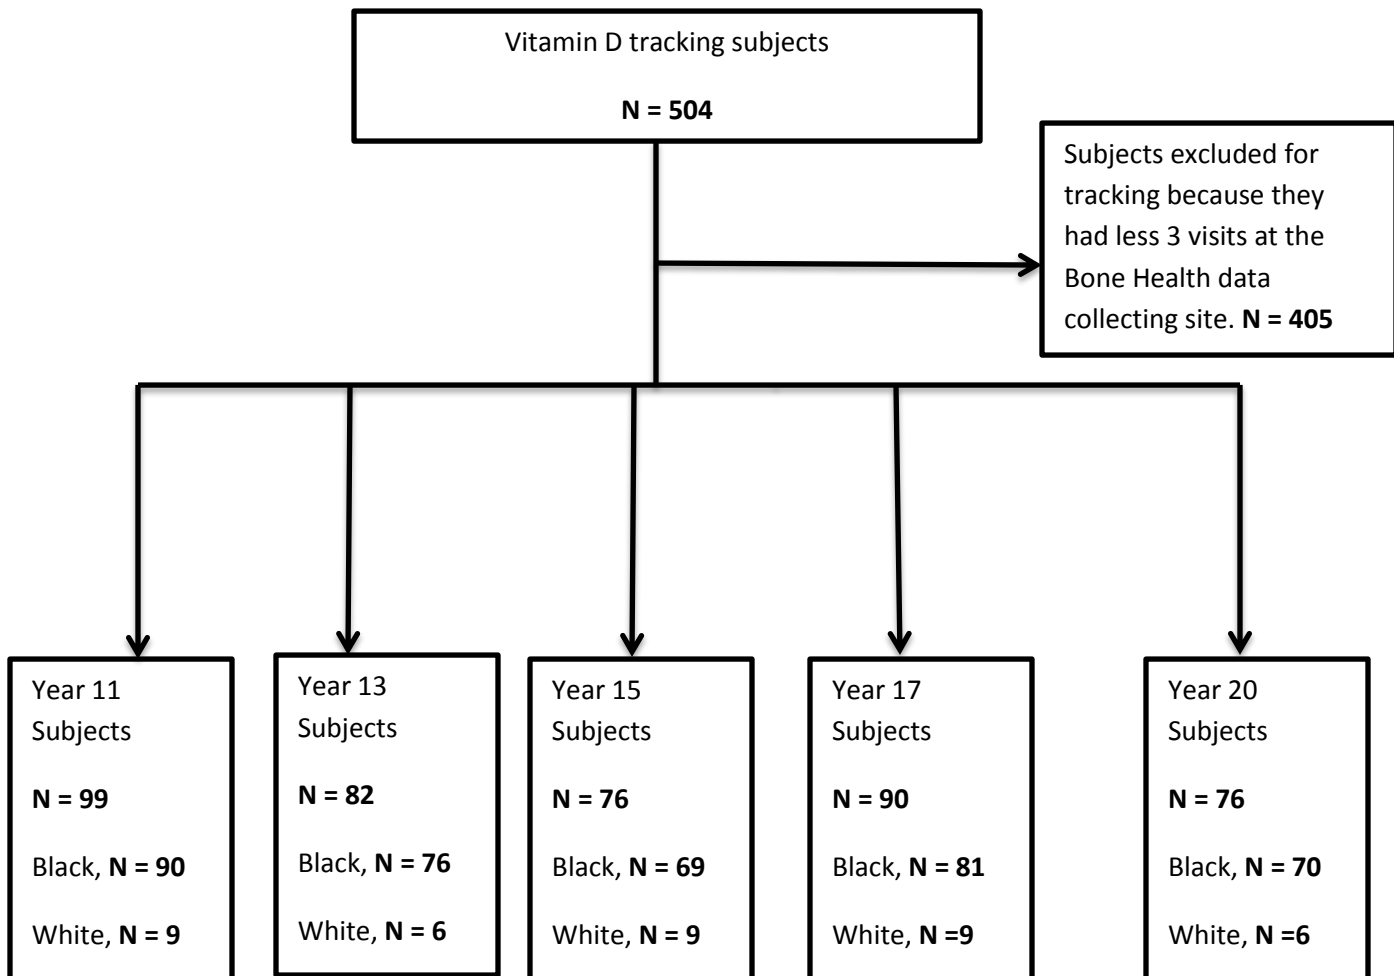 Vitamin D tracking subjects
N = 504
Subjects excluded for
tracking because they
had less 3 visits at the
Bone Health data
collecting site. N = 405
Year 11
Subjects
N = 99
Black, N = 90
White, N = 9
Year 13
Subjects
N = 82
Black, N = 76
White, N = 6
Year 15
Subjects
N = 76
Black, N = 69
White, N = 9
Year 17
Subjects
N = 90
Black, N = 81
White, N =9
Year 20
Subjects
N = 76
Black, N = 70
White, N =6